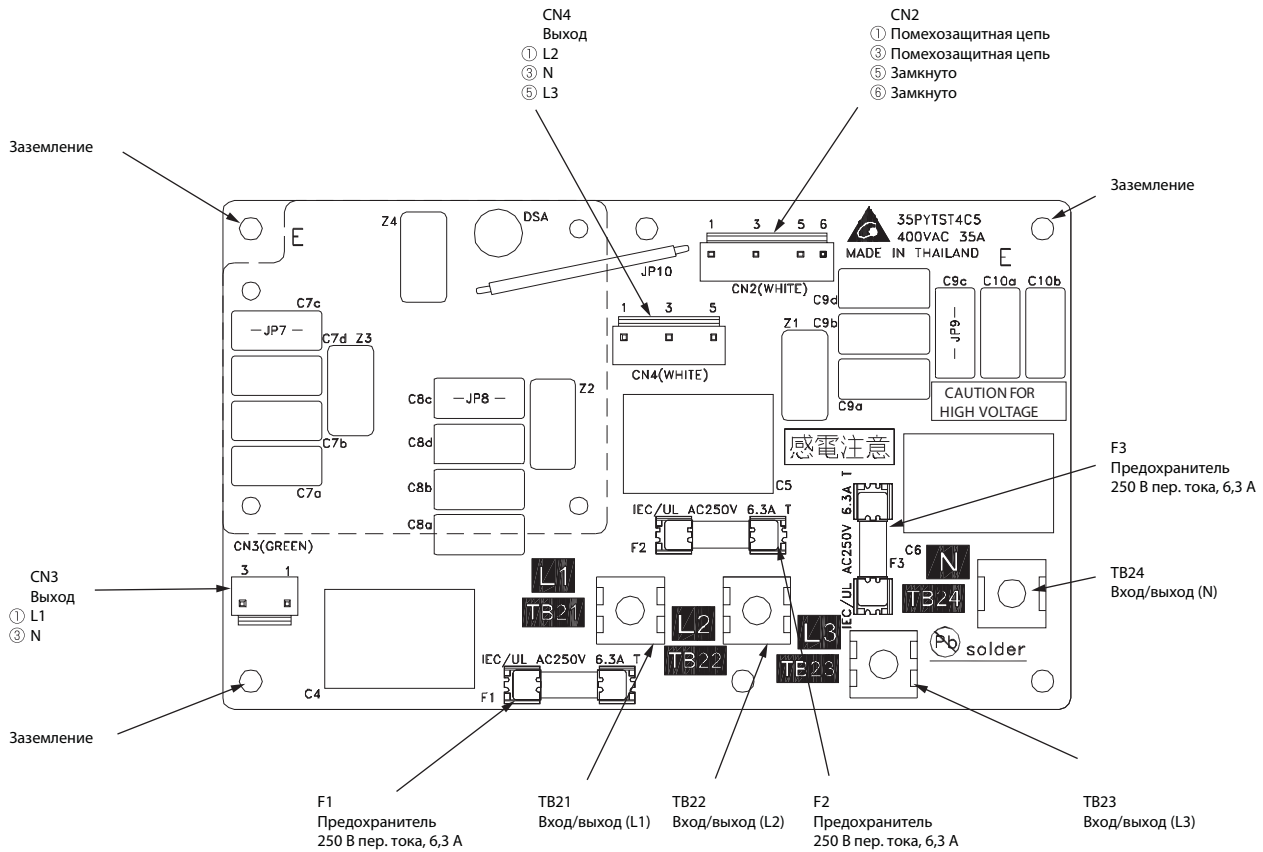 CN4
Выход
① L2
③ N
⑤ L3
CN2
① Помехозащитная цепь
③ Помехозащитная цепь
⑤ Замкнуто
⑥ Замкнуто
Заземление
Заземление
E
Z4
DSA
JP10
1 3 5 6
CN2(WHITE)
35PYTST4C5
400VAC 35A
MADE IN THAILAND
E
C7c
-JP7-
C7d
Z3
C7b
C7a
1 3 5
CN4(WHITE)
Z1
C9d
C9b
C9a
C9c
-JP9-
C10a
C10b
CAUTION FOR
HIGH VOLTAGE
感電注意
C8c
-JP8-
Z2
C8d
C8b
C8a
C5
IEC/UL AC250V 6.3A T
F2
IEC/UL AC250V 6.3A T
F3
C6
F3
Предохранитель
250 В пер. тока, 6,3 А
CN3(GREEN)
3 1
CN3
Выход
① L1
③ N
C4
L1
TB21
L2
TB22
L3
TB23
N
TB24
TB24
Вход/выход (N)
Pb solder
IEC/UL AC250V 6.3A T
F1
Заземление
F1
Предохранитель
250 В пер. тока, 6,3 А
TB21
Вход/выход (L1)
TB22
Вход/выход (L2)
F2
Предохранитель
250 В пер. тока, 6,3 А
TB23
Вход/выход (L3)